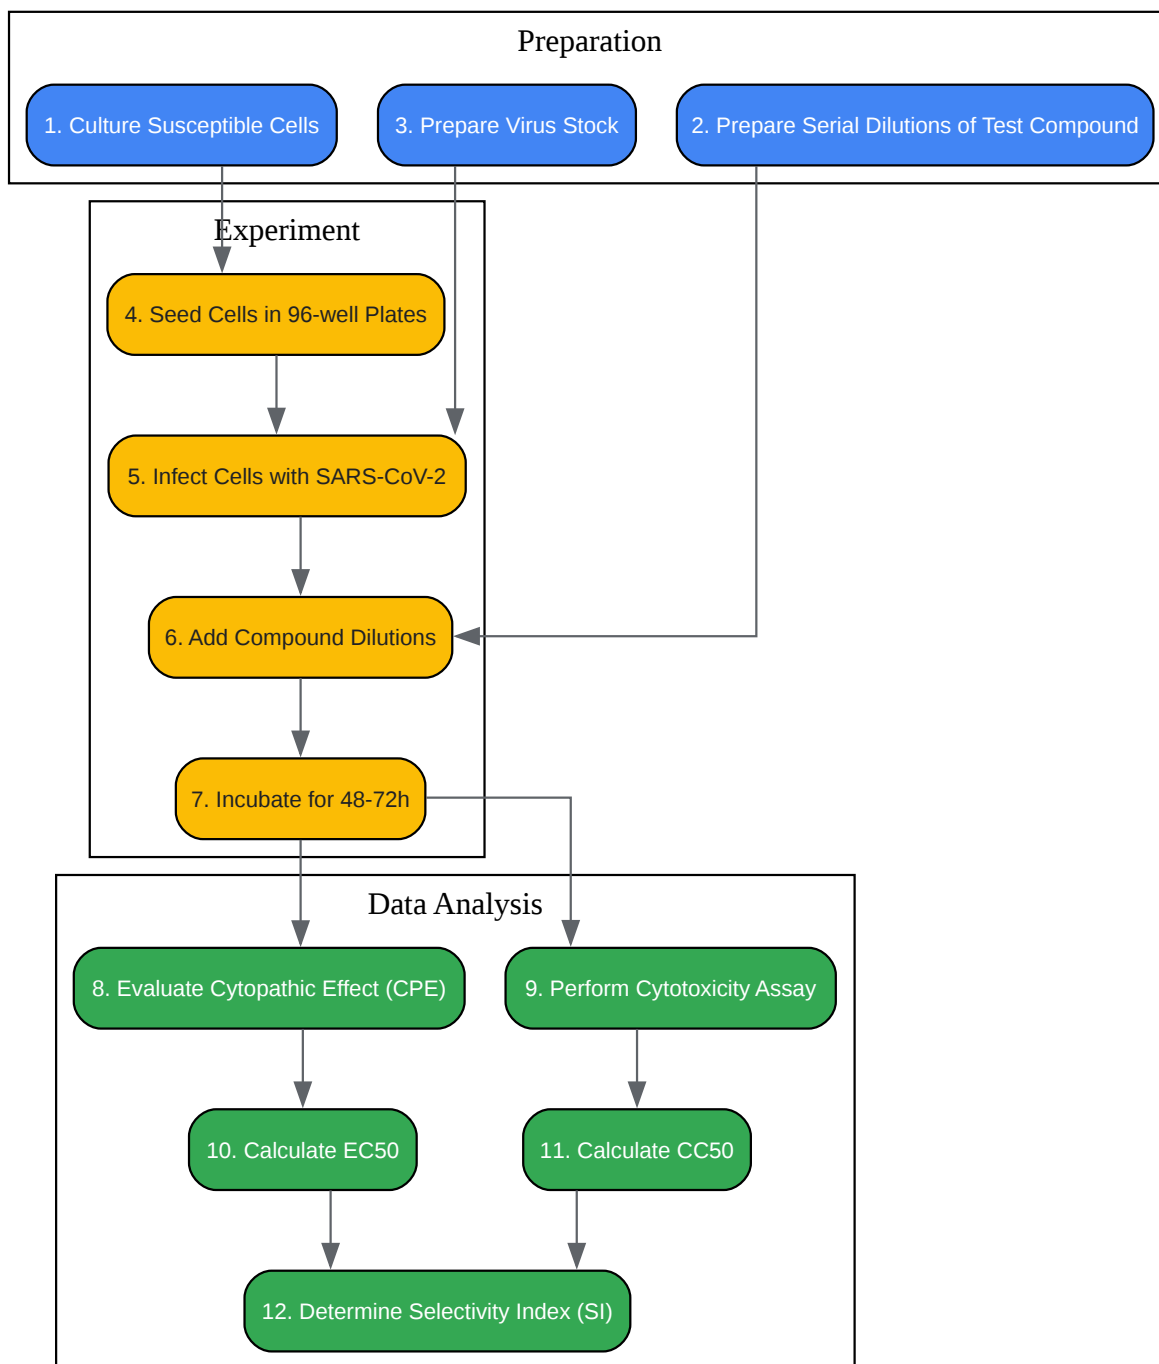 Preparation
1. Culture Susceptible Cells
3. Prepare Virus Stock
2. Prepare Serial Dilutions of Test Compound
Experiment
4. Seed Cells in 96-well Plates
5. Infect Cells with SARS-CoV-2
6. Add Compound Dilutions
7. Incubate for 48-72h
Data Analysis
8. Evaluate Cytopathic Effect (CPE)
9. Perform Cytotoxicity Assay
10. Calculate EC50
11. Calculate CC50
12. Determine Selectivity Index (SI)